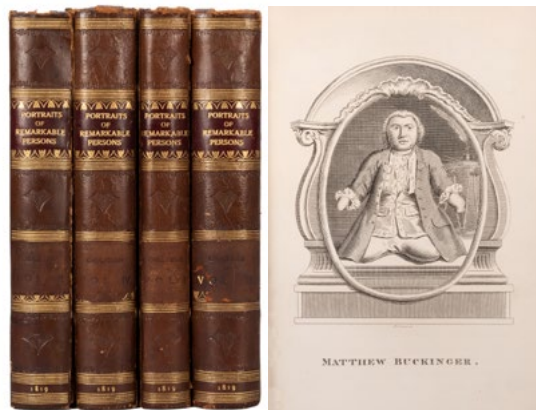 PORTRAITS
OF
REMARKABLE
PERSONS
1819
PORTRAITS
OF
REMARKABLE
PERSONS
1819
PORTRAITS
OF
REMARKABLE
PERSONS
1819
PORTRAITS
OF
REMARKABLE
PERSONS
V
1819
MATTHEW BUCKINGER.